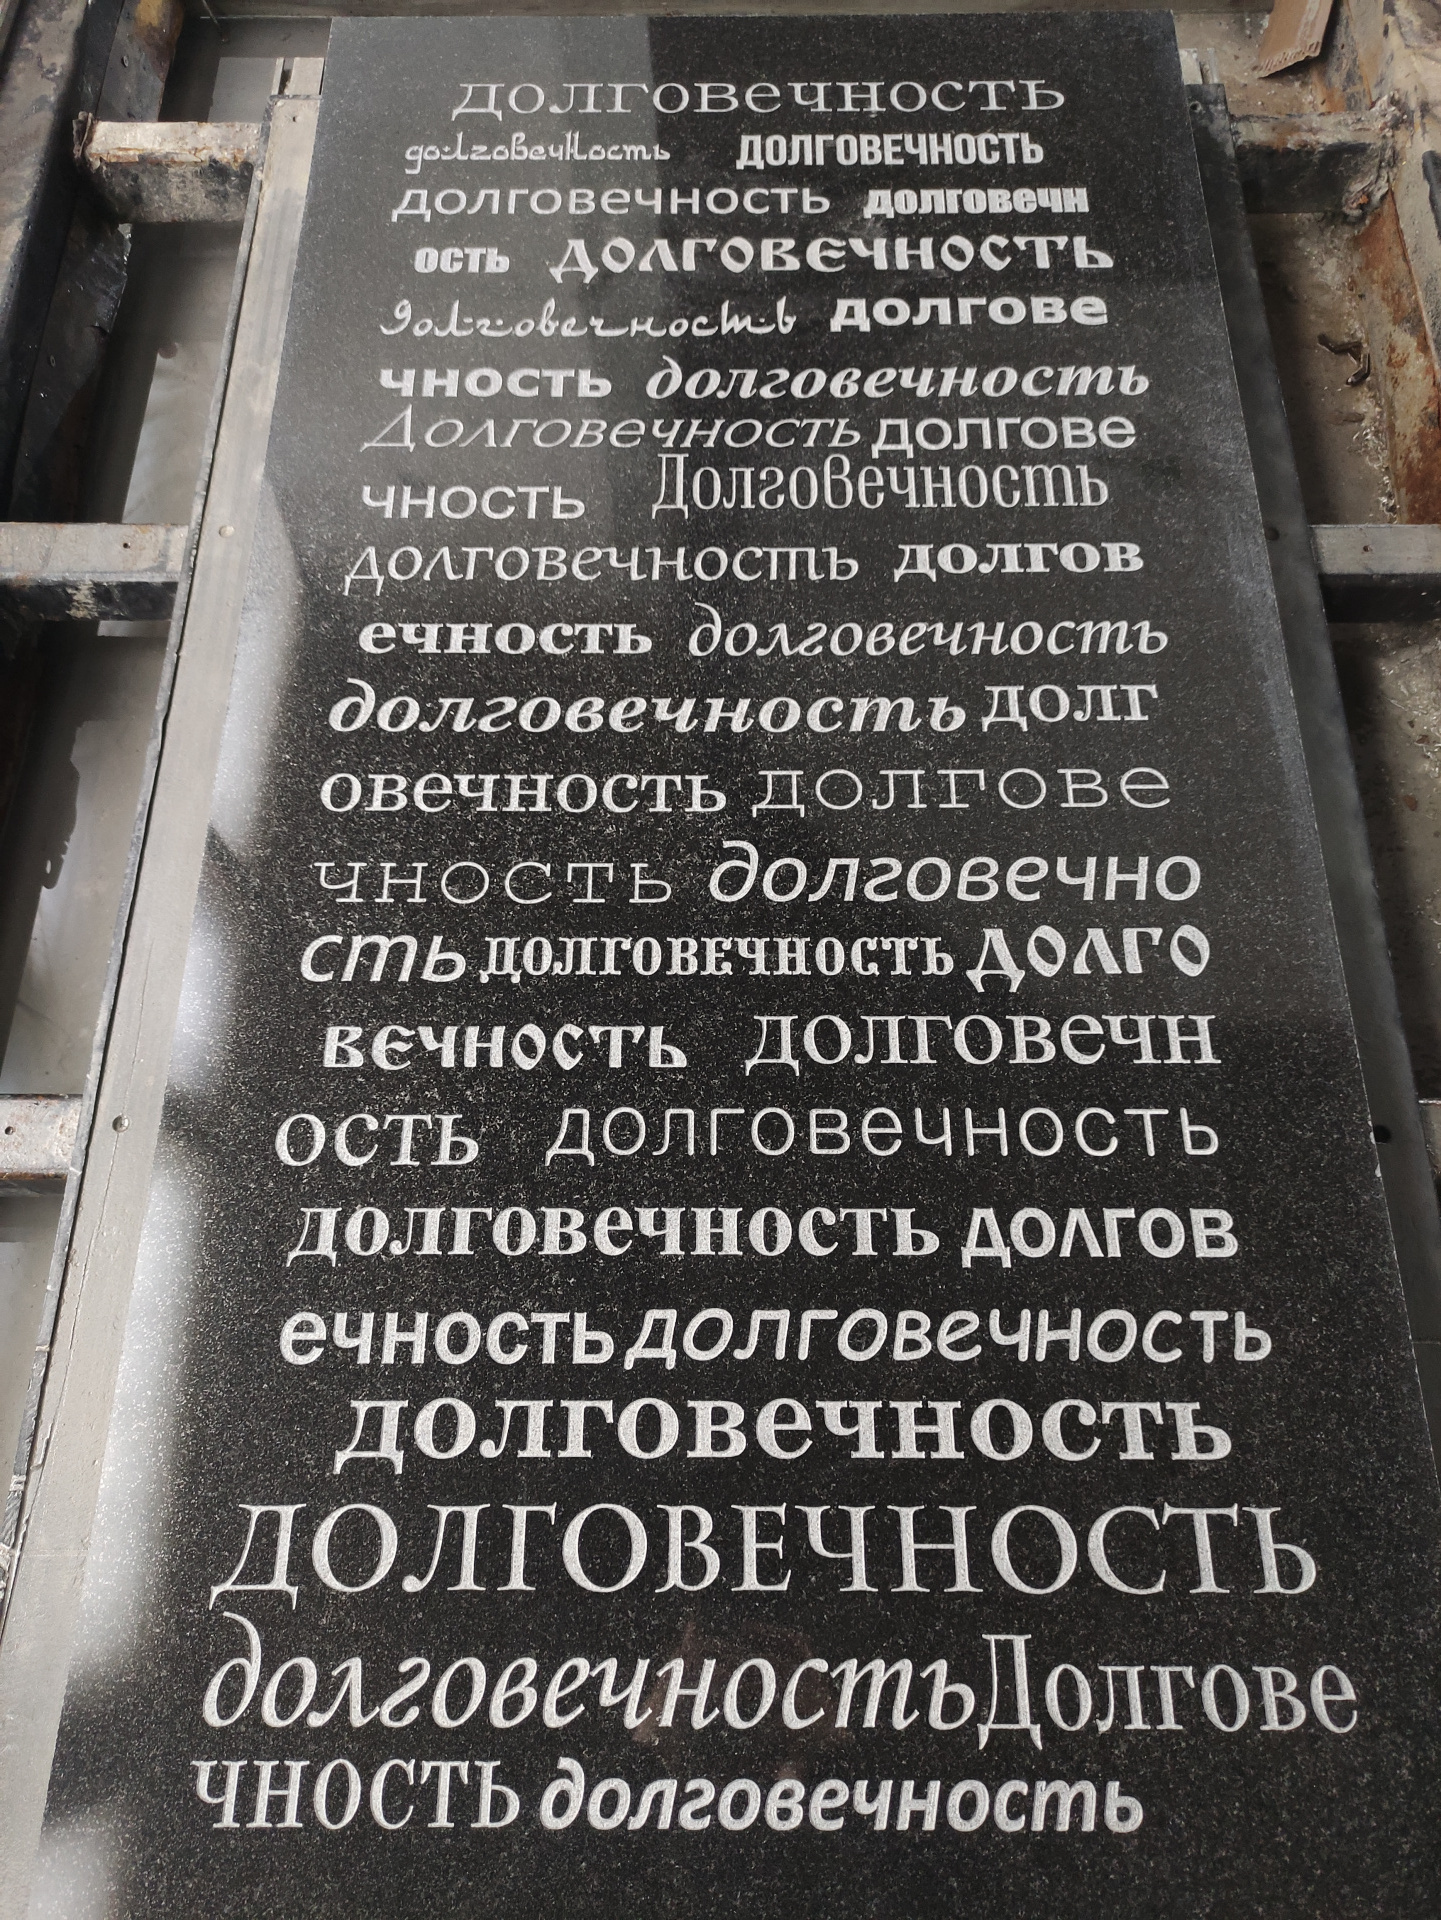 долговечность
долговечность ДОЛГОВЕЧНОСТЬ
долговечность долговечн
ость долговечность
долговечность долгове
чность долговечность
Долговечность долгове
чность Долговечность
долговечность долгов
ечность долговечность
долговечность долг
овечность долгове
чность долговечно
сть долговечность долго
вечность долговечн
ость долговечность
долговечность долгов
ечность долговечность
долговечность
ДОЛГОВЕЧНОСТЬ
долговечность Долгове
чность долговечность